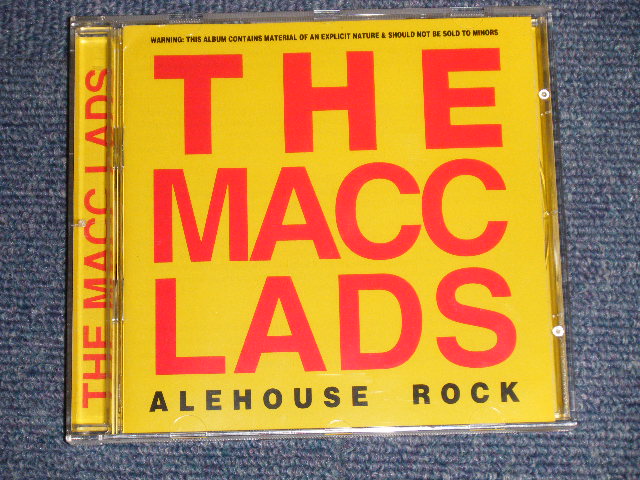 WARNING: THIS ALBUM CONTAINS MATERIAL OF AN EXPLICIT NATURE & SHOULD NOT BE SOLD TO MINORS
THE
MACC
LADS
ALEHOUSE ROCK
THE MACC LADS